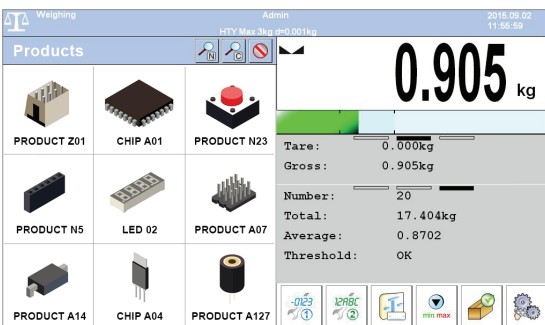 Weighing
Admin
2015.09.02
HTY Max 3kg d=0.001kg
11:55:59
Products
N
C
0.905 kg
PRODUCT Z01
CHIP A01
PRODUCT N23
Tare: 0.000kg
Gross: 0.905kg
PRODUCT N5
LED 02
PRODUCT A07
Number: 20
Total: 17.404kg
Average: 0.8702
Threshold: OK
PRODUCT A14
CHIP A04
PRODUCT A127
-0123
1
12ABC
2
min max